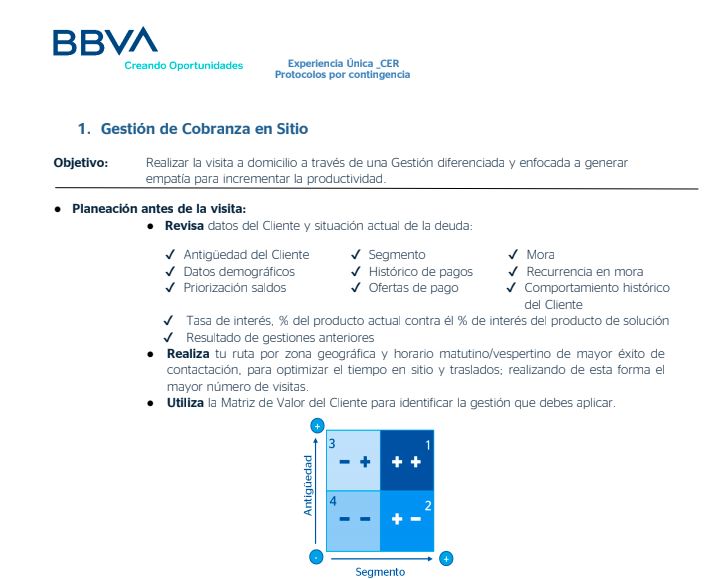 BBVA
Creando Oportunidades
Experiencia Única _CER
Protocolos por contingencia
1. Gestión de Cobranza en Sitio
Objetivo: Realizar la visita a domicilio a través de una Gestión diferenciada y enfocada a generar
empatía para incrementar la productividad.
● Planeación antes de la visita:
● Revisa datos del Cliente y situación actual de la deuda:
✓ Antigüedad del Cliente ✓ Segmento ✓ Mora
✓ Datos demográficos ✓ Histórico de pagos ✓ Recurrencia en mora
✓ Priorización saldos ✓ Ofertas de pago ✓ Comportamiento histórico
del Cliente
✓ Tasa de interés, % del producto actual contra él % de interés del producto de solución
✓ Resultado de gestiones anteriores
● Realiza tu ruta por zona geográfica y horario matutino/vespertino de mayor éxito de
contactación, para optimizar el tiempo en sitio y traslados; realizando de esta forma el
mayor número de visitas.
● Utiliza la Matriz de Valor del Cliente para identificar la gestión que debes aplicar.
+
3 1
- + + +
Antigüedad
4 2
- - + -
- +
Segmento